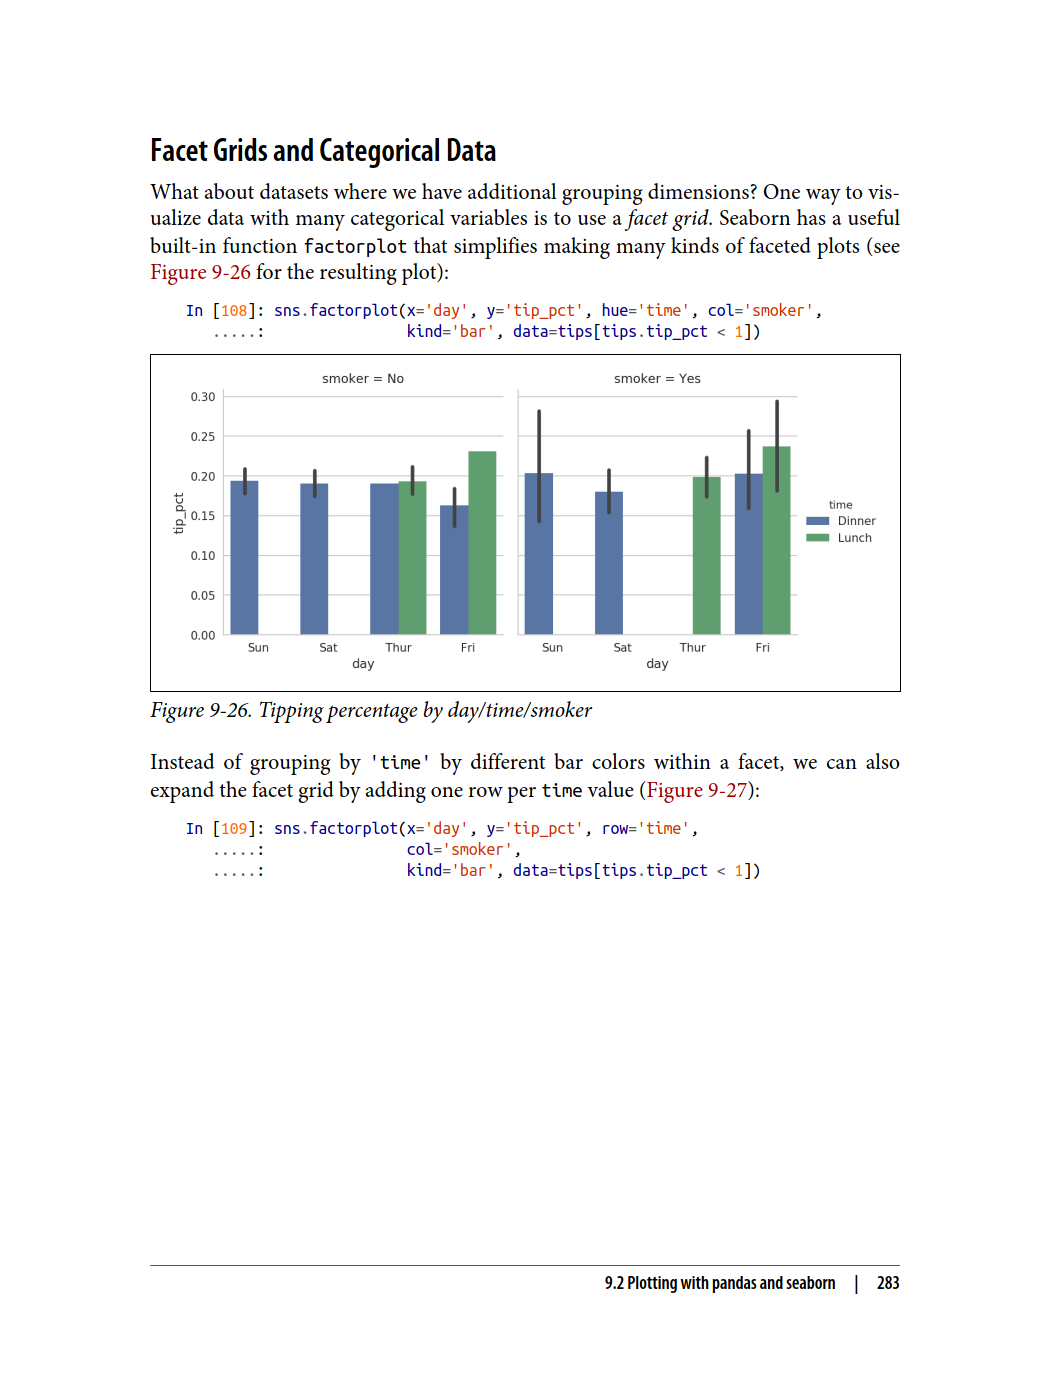 Facet Grids and Categorical Data
What about datasets where we have additional grouping dimensions? One way to vis-
ualize data with many categorical variables is to use a facet grid. Seaborn has a useful
built-in function factorplot that simplifies making many kinds of faceted plots (see
Figure 9-26 for the resulting plot):
In [108]: sns.factorplot(x='day', y='tip_pct', hue='time', col='smoker',
.....:                kind='bar', data=tips[tips.tip_pct < 1])
smoker = No
smoker = Yes
0.30
0.25
0.20
0.15
0.10
0.05
0.00
tip_pct
Sun Sat Thur Fri
day
Sun Sat Thur Fri
day
time
Dinner
Lunch
Figure 9-26. Tipping percentage by day/time/smoker
Instead of grouping by 'time' by different bar colors within a facet, we can also
expand the facet grid by adding one row per time value (Figure 9-27):
In [109]: sns.factorplot(x='day', y='tip_pct', row='time',
.....:                col='smoker',
.....:                kind='bar', data=tips[tips.tip_pct < 1])
9.2 Plotting with pandas and seaborn | 283